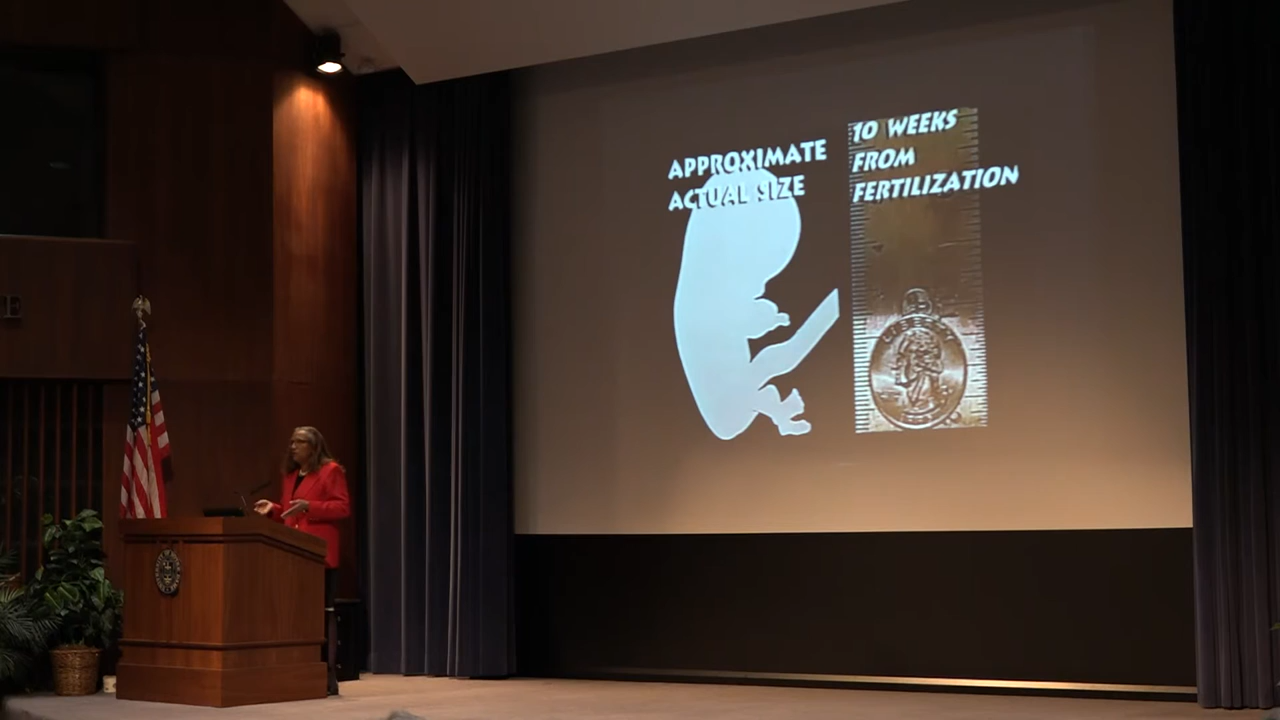 APPROXIMATE
ACTUAL SIZE
10 WEEKS
FROM
FERTILIZATION
LIBERTY